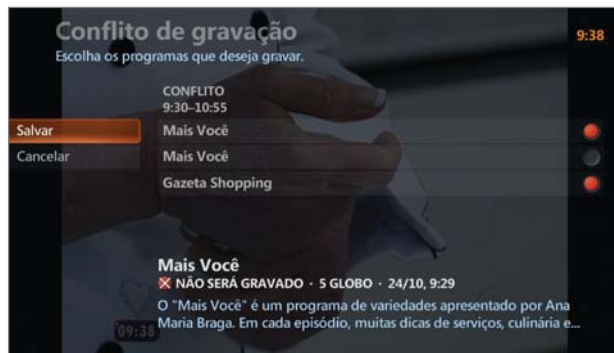 Conflito de gravação
9:38
Escolha os programas que deseja gravar.
CONFLITO
9:30–10:55
Salvar
Mais Você
Cancelar
Mais Você
Gazeta Shopping
Mais Você
NÃO SERÁ GRAVADO · 5 GLOBO · 24/10, 9:29
O "Mais Você" é um programa de variedades apresentado por Ana
Maria Braga. Em cada episódio, muitas dicas de serviços, culinária e...
09:38